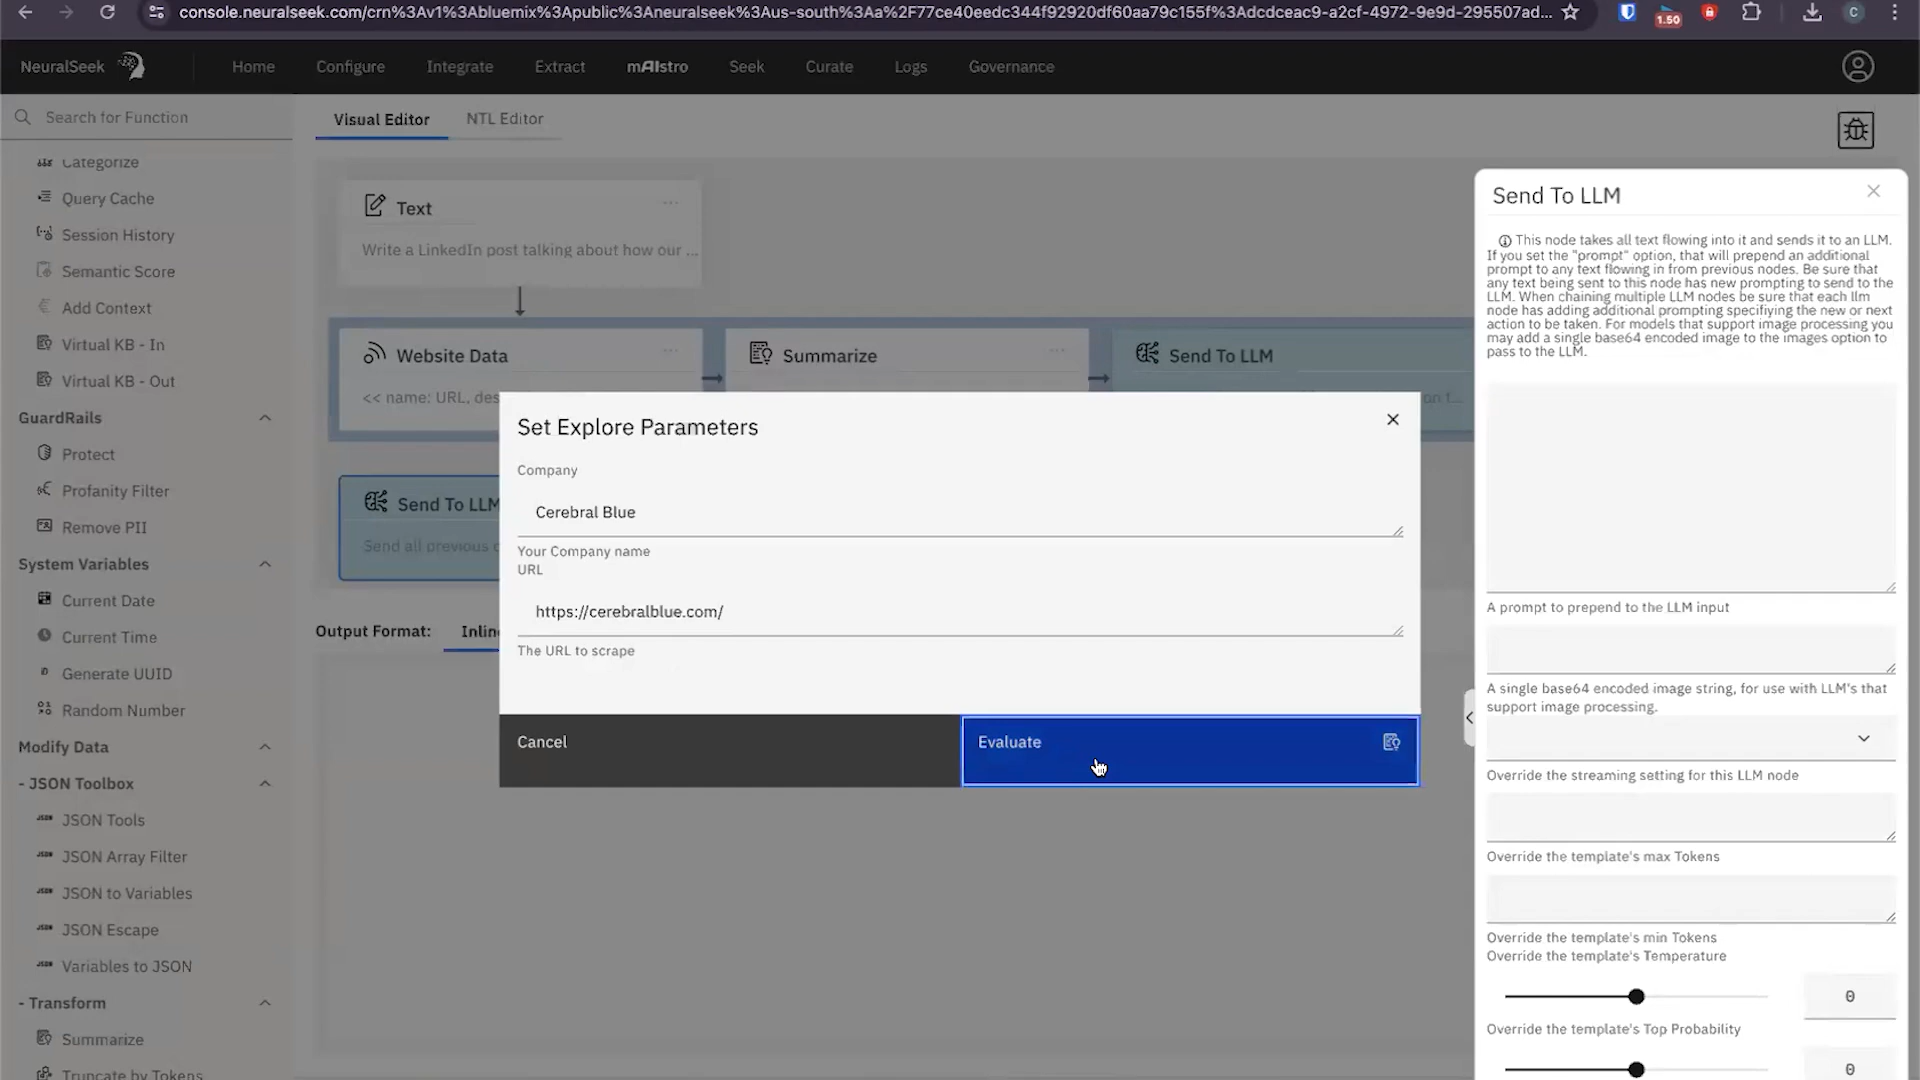 console.neuralseek.com/crn%3Av1%3Abluemix%3Apublic%3Aneuralseek%3Aus-south%3Aa%2F77ce40eedc344f92920df60aa79c155f%3Adcdceac9-a2cf-4972-9e9d-295507ad...
1.50
C
NeuralSeek
Home
Configure
Integrate
Extract
mAIstro
Seek
Curate
Logs
Governance
Search for Function
Categorize
Query Cache
Session History
Semantic Score
Add Context
Virtual KB - In
Virtual KB - Out
GuardRails
Protect
Profanity Filter
Remove PII
System Variables
Current Date
Current Time
Generate UUID
Random Number
Modify Data
- JSON Toolbox
JSON Tools
JSON Array Filter
JSON to Variables
JSON Escape
Variables to JSON
- Transform
Summarize
Truncate by Tokens
Visual Editor
NTL Editor
Text
Write a LinkedIn post talking about how our ...
Website Data
<< name: URL, des
Summarize
Send To LLM
on t...
Send To LLM
Send all previous
Output Format:
Inlin
Set Explore Parameters
Company
Cerebral Blue
Your Company name
URL
https://cerebralblue.com/
The URL to scrape
Cancel
Evaluate
Send To LLM
This node takes all text flowing into it and sends it to an LLM.
If you set the "prompt" option, that will prepend an additional
prompt to any text flowing in from previous nodes. Be sure that
any text being sent to this node has new prompting to send to the
LLM. When chaining multiple LLM nodes be sure that each llm
node has adding additional prompting specifiying the new or next
action to be taken. For models that support image processing you
may add a single base64 encoded image to the images option to
pass to the LLM.
A prompt to prepend to the LLM input
A single base64 encoded image string, for use with LLM's that
support image processing.
Override the streaming setting for this LLM node
Override the template's max Tokens
Override the template's min Tokens
Override the template's Temperature
0
Override the template's Top Probability
0